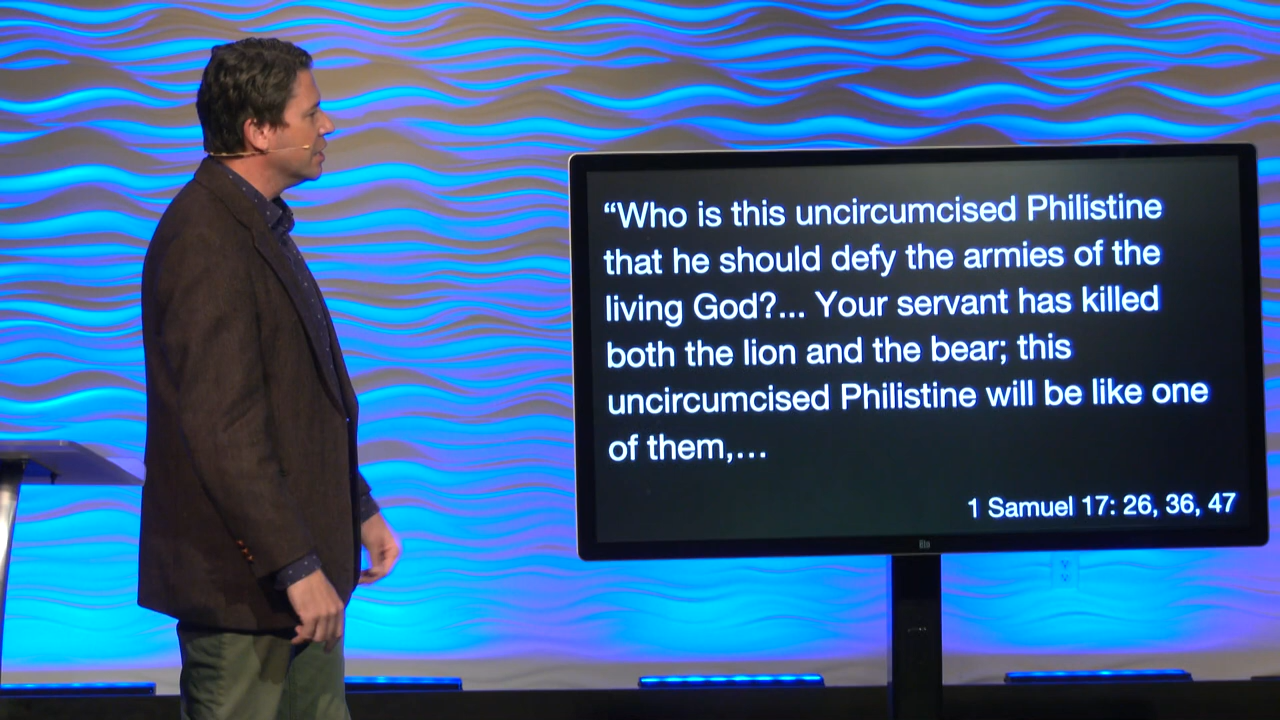 “Who is this uncircumcised Philistine
that he should defy the armies of the
living God?... Your servant has killed
both the lion and the bear; this
uncircumcised Philistine will be like one
of them,...
1 Samuel 17: 26, 36, 47
Elo